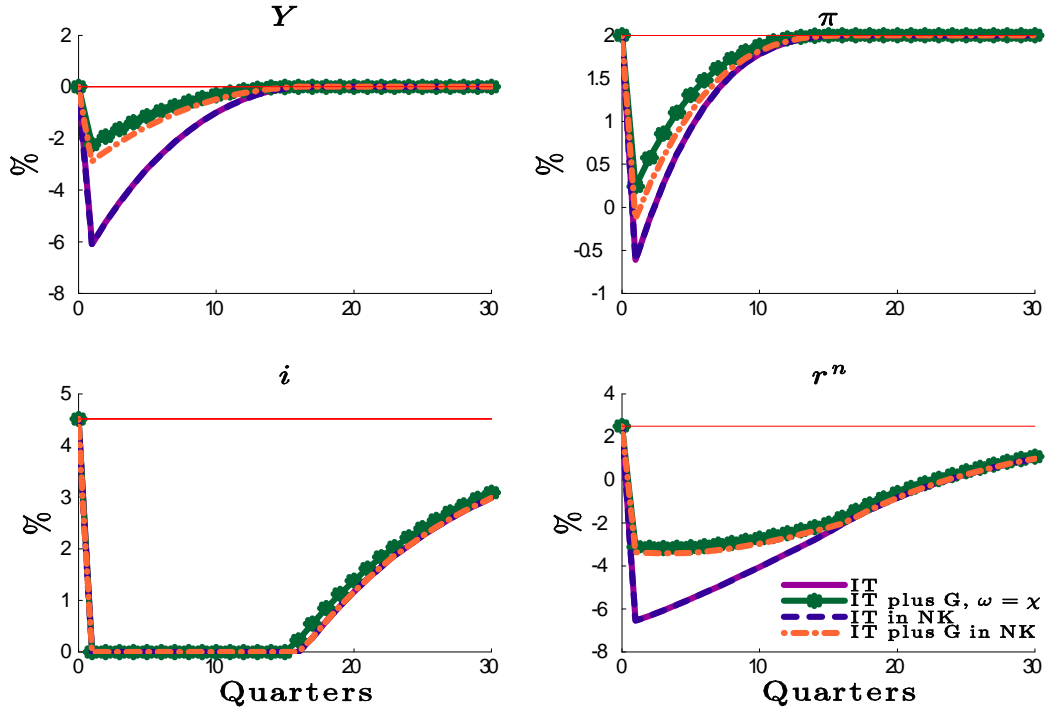 Y
π
2
0
-2
-4
-6
-8
%
0 10 20 30
2
1.5
1
0.5
0
-0.5
-1
%
0 10 20 30
i
r^n
5
4
3
2
1
0
%
0 10 20 30
Quarters
4
2
0
-2
-4
-6
-8
%
IT
IT plus G, ω = χ
IT in NK
IT plus G in NK
0 10 20 30
Quarters